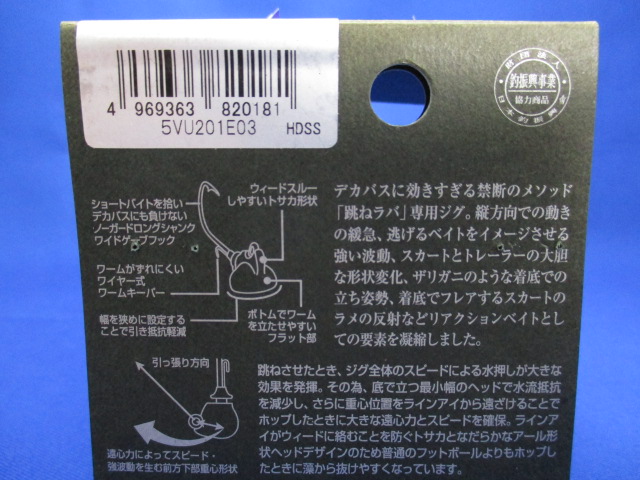 4 969363 820181
5VU201E03 HDSS
財団法人
釣振興事業
協力商品
ショートバイトを拾い
デカバスにも負けない
ノーガードロングシャンク
ワイドゲープフック
ウィードスルー
しやすいトサカ形状
ワームがずれにくい
ワイヤー式
ワームキーパー
幅を狭めに設定する
ことで引き抵抗軽減
ボトムでワーム
を立たせやすい
フラット部
デカバスに効きすぎる禁断のメソッド
「跳ねラバ」専用ジグ。縦方向での動き
の緩急、逃げるベイトをイメージさせる
強い波動、スカートとトレーラーの大胆
な形状変化、ザリガニのような着底での
立ち姿勢、着底でフレアするスカートの
ラメの反射などリアクションベイトとし
ての要素を凝縮しました。
引っ張り方向
遠心力によってスピード・
強波動を生む前方下部重心形状
跳ねさせたとき、ジグ全体のスピードによる水押しが大きな
効果を発揮。その為、底で立つ最小幅のヘッドで水流抵抗
を減少し、さらに重心位置をラインアイから遠ざけることで
ホップしたときに大きな遠心力とスピードを確保。ラインア
イがウィードに絡むことを防ぐトサカとなだらかなアール形
状ヘッドデザインのため普通のフットボールよりもホップし
たときに藻から抜けやすくなっています。